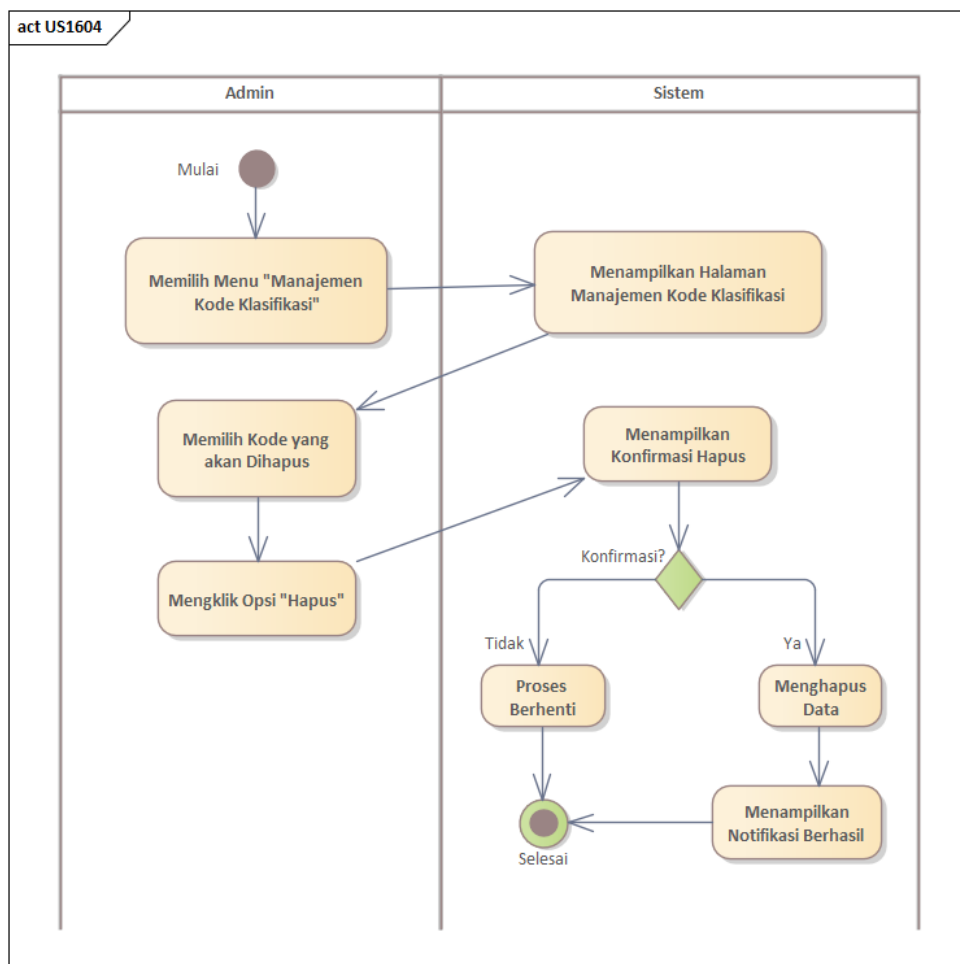 act US1604
Admin
Sistem
Mulai
Memilih Menu "Manajemen
Kode Klasifikasi"
Menampilkan Halaman
Manajemen Kode Klasifikasi
Memilih Kode yang
akan Dihapus
Mengklik Opsi "Hapus"
Menampilkan
Konfirmasi Hapus
Konfirmasi?
Tidak
Ya
Proses
Berhenti
Menghapus
Data
Menampilkan
Notifikasi Berhasil
Selesai